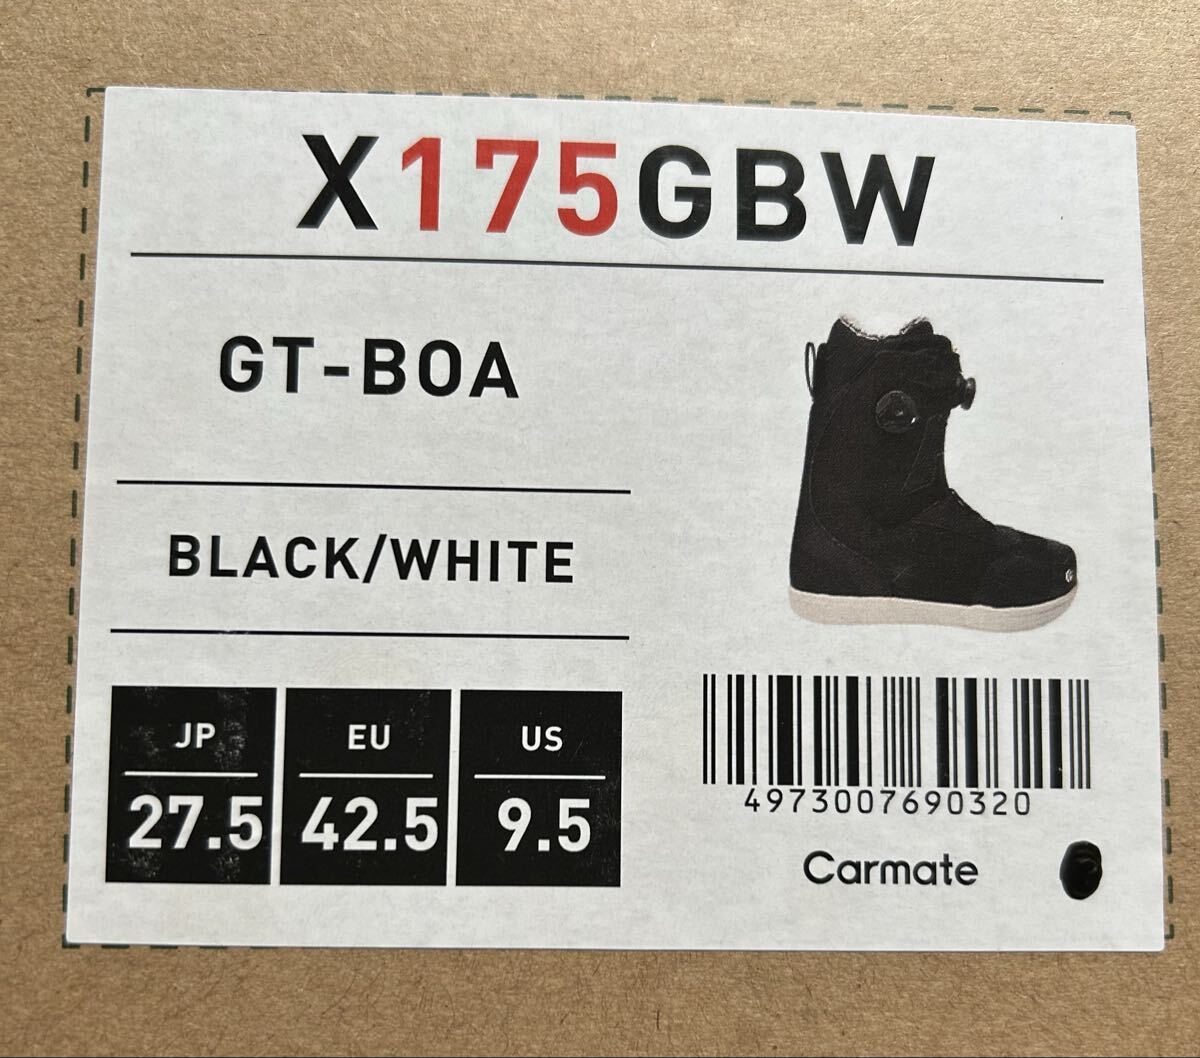 X175GBW
GT-BOA
BLACK/WHITE
JP
27.5
EU
42.5
US
9.5
4973007690320
Carmate